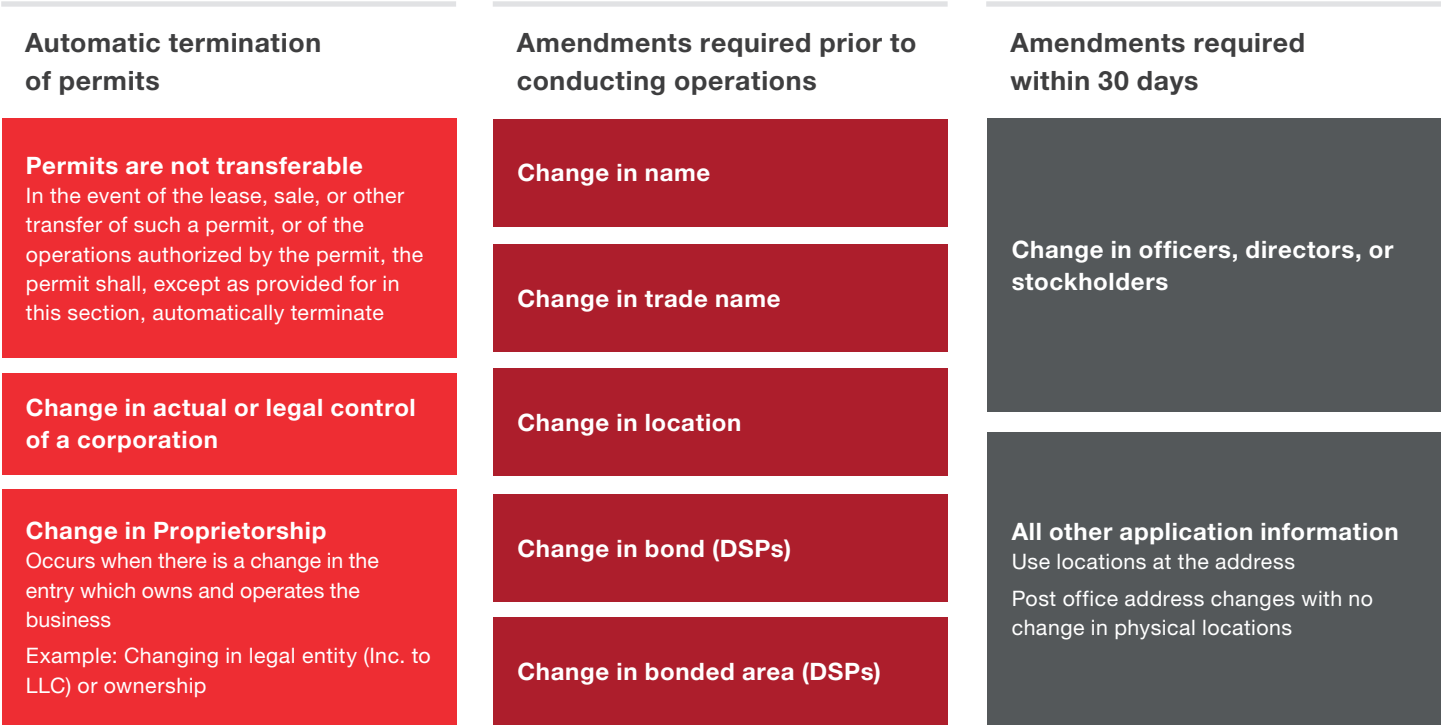 Automatic termination
of permits
Permits are not transferable
In the event of the lease, sale, or other
transfer of such a permit, or of the
operations authorized by the permit, the
permit shall, except as provided for in
this section, automatically terminate
Change in actual or legal control
of a corporation
Change in Proprietorship
Occurs when there is a change in the
entry which owns and operates the
business
Example: Changing in legal entity (Inc. to
LLC) or ownership
Amendments required prior to
conducting operations
Change in name
Change in trade name
Change in location
Change in bond (DSPs)
Change in bonded area (DSPs)
Amendments required
within 30 days
Change in officers, directors, or
stockholders
All other application information
Use locations at the address
Post office address changes with no
change in physical locations